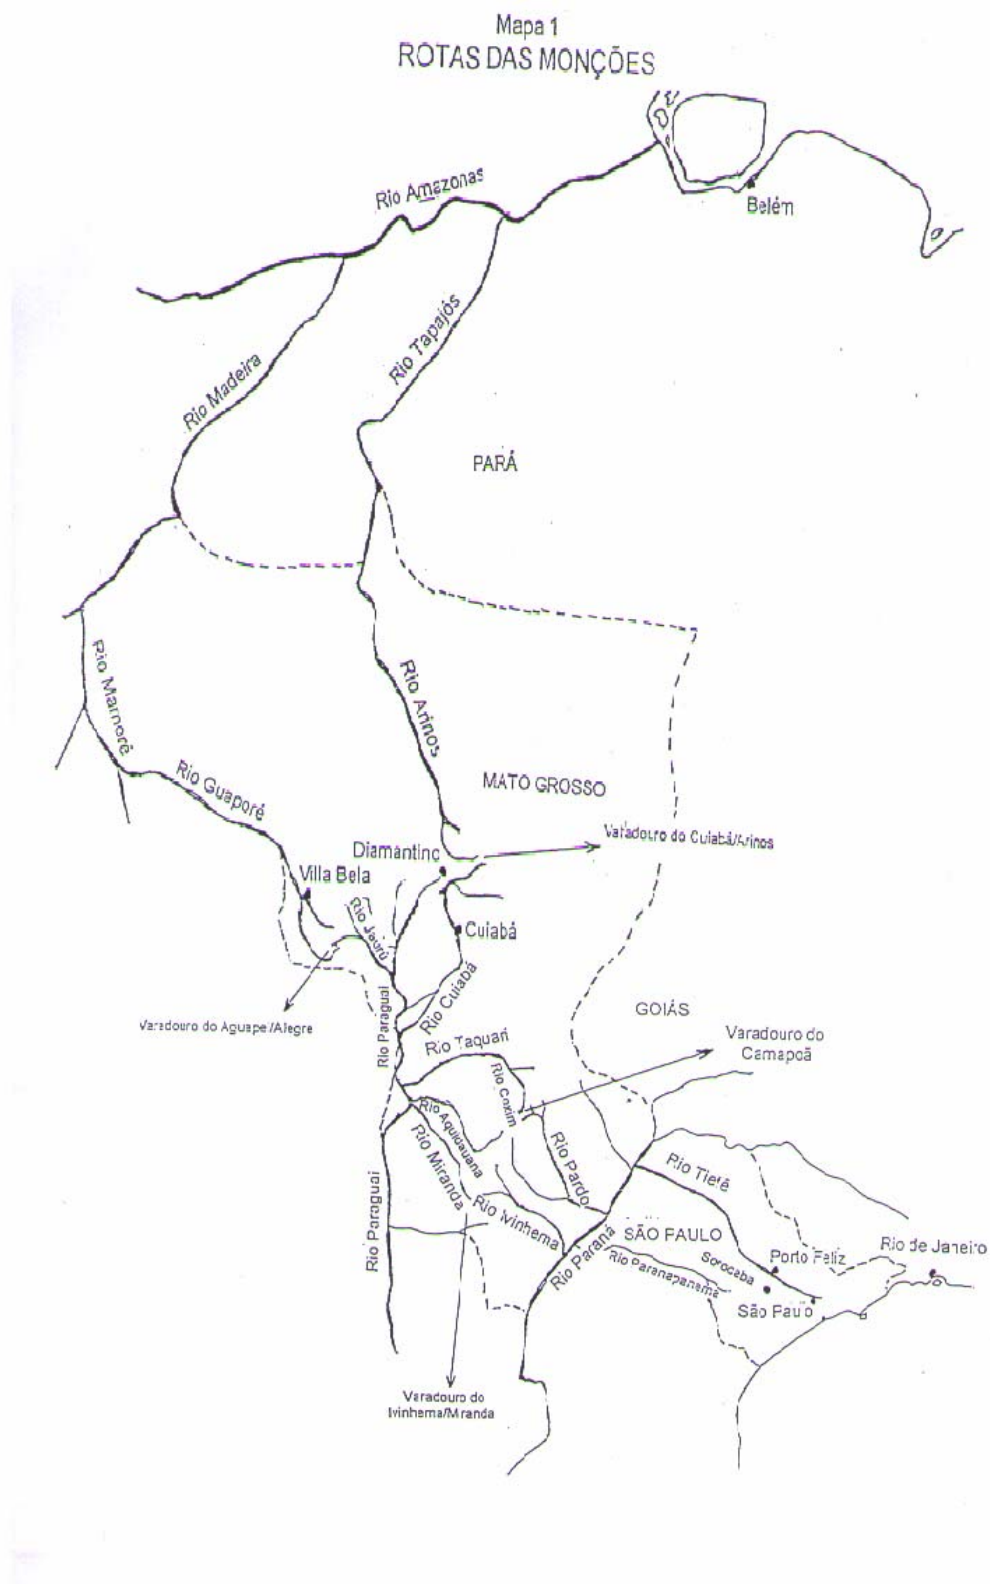 Mapa 1
ROTAS DAS MONÇÕES
Rio Amazonas
Belém
Rio Tapajós
Rio Madeira
PARÁ
Rio Mamoré
Rio Arinos
Rio Guaporé
MATO GROSSO
Varadouro do Cuiabá/Arinos
Diamantino
Villa Bela
Rio Jaurú
Cuiabá
Rio Cuiabá
Rio Paraguai
GOIÁS
Varadouro do Aguapei/Alegre
Rio Taquari
Varadouro do
Camapoã
Rio Coxim
Rio Aquidauana
Rio Miranda
Rio Pardo
Rio Tietê
Rio Paraguai
Rio Ivinhema
Rio Paraná
SÃO PAULO
Rio Paranapanema
Sorocaba
Porto Feliz
Rio de Janeiro
São Paulo
Varadouro do
Ivinhema/Miranda